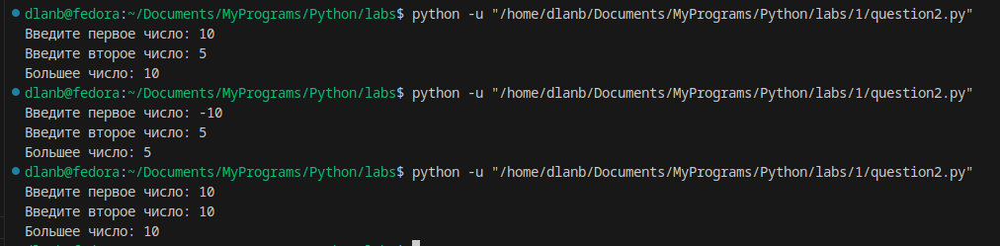 dlanb@fedora:~/Documents/MyPrograms/Python/labs$ python -u "/home/dlanb/Documents/MyPrograms/Python/labs/1/question2.py"
Введите первое число: 10
Введите второе число: 5
Большее число: 10
dlanb@fedora:~/Documents/MyPrograms/Python/labs$ python -u "/home/dlanb/Documents/MyPrograms/Python/labs/1/question2.py"
Введите первое число: -10
Введите второе число: 5
Большее число: 5
dlanb@fedora:~/Documents/MyPrograms/Python/labs$ python -u "/home/dlanb/Documents/MyPrograms/Python/labs/1/question2.py"
Введите первое число: 10
Введите второе число: 10
Большее число: 10